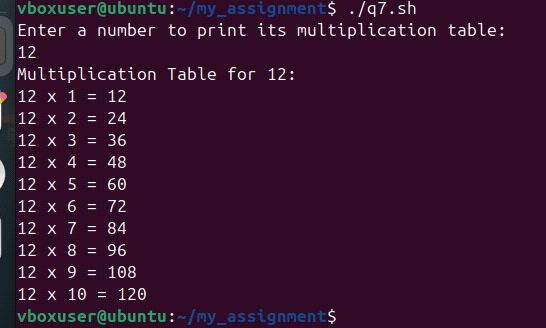 vboxuser@ubuntu:~/my_assignment$ ./q7.sh
Enter a number to print its multiplication table:
12
Multiplication Table for 12:
12 x 1 = 12
12 x 2 = 24
12 x 3 = 36
12 x 4 = 48
12 x 5 = 60
12 x 6 = 72
12 x 7 = 84
12 x 8 = 96
12 x 9 = 108
12 x 10 = 120
vboxuser@ubuntu:~/my_assignment$